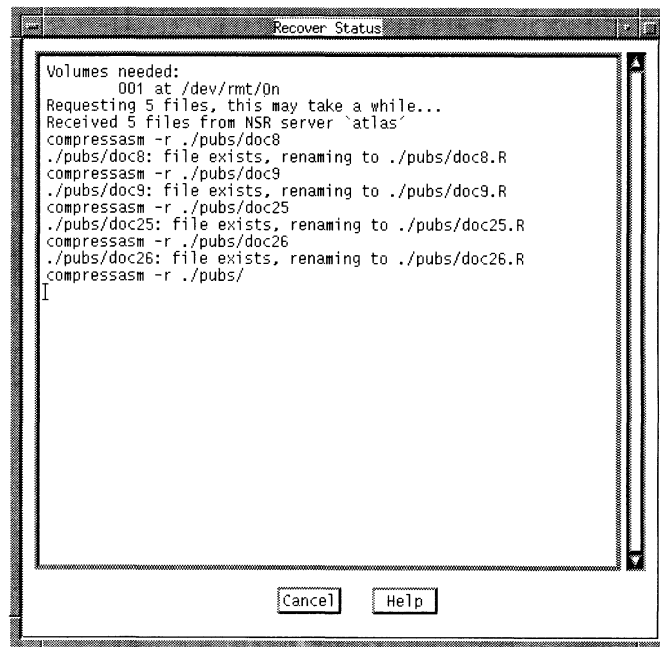 Recover Status
Volumes needed:
001 at /dev/rmt/0n
Requesting 5 files, this may take a while...
Received 5 files from NSR server `atlas´
compressasm -r ./pubs/doc8
./pubs/doc8: file exists, renaming to ./pubs/doc8.R
compressasm -r ./pubs/doc9
./pubs/doc9: file exists, renaming to ./pubs/doc9.R
compressasm -r ./pubs/doc25
./pubs/doc25: file exists, renaming to ./pubs/doc25.R
compressasm -r ./pubs/doc26
./pubs/doc26: file exists, renaming to ./pubs/doc26.R
compressasm -r ./pubs/
Cancel
Help